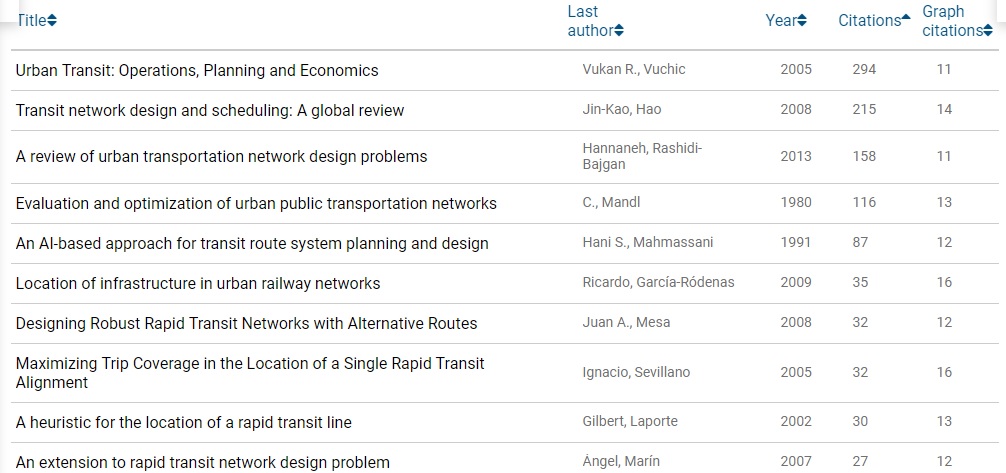 Title Last author Year Citations Graph citations
Urban Transit: Operations, Planning and Economics Vukan R., Vuchic 2005 294 11
Transit network design and scheduling: A global review Jin-Kao, Hao 2008 215 14
A review of urban transportation network design problems Hannaneh, Rashidi-Bajgan 2013 158 11
Evaluation and optimization of urban public transportation networks C., Mandl 1980 116 13
An AI-based approach for transit route system planning and design Hani S., Mahmassani 1991 87 12
Location of infrastructure in urban railway networks Ricardo, García-Ródenas 2009 35 16
Designing Robust Rapid Transit Networks with Alternative Routes Juan A., Mesa 2008 32 12
Maximizing Trip Coverage in the Location of a Single Rapid Transit Alignment Ignacio, Sevillano 2005 32 16
A heuristic for the location of a rapid transit line Gilbert, Laporte 2002 30 13
An extension to rapid transit network design problem Ángel, Marín 2007 27 12